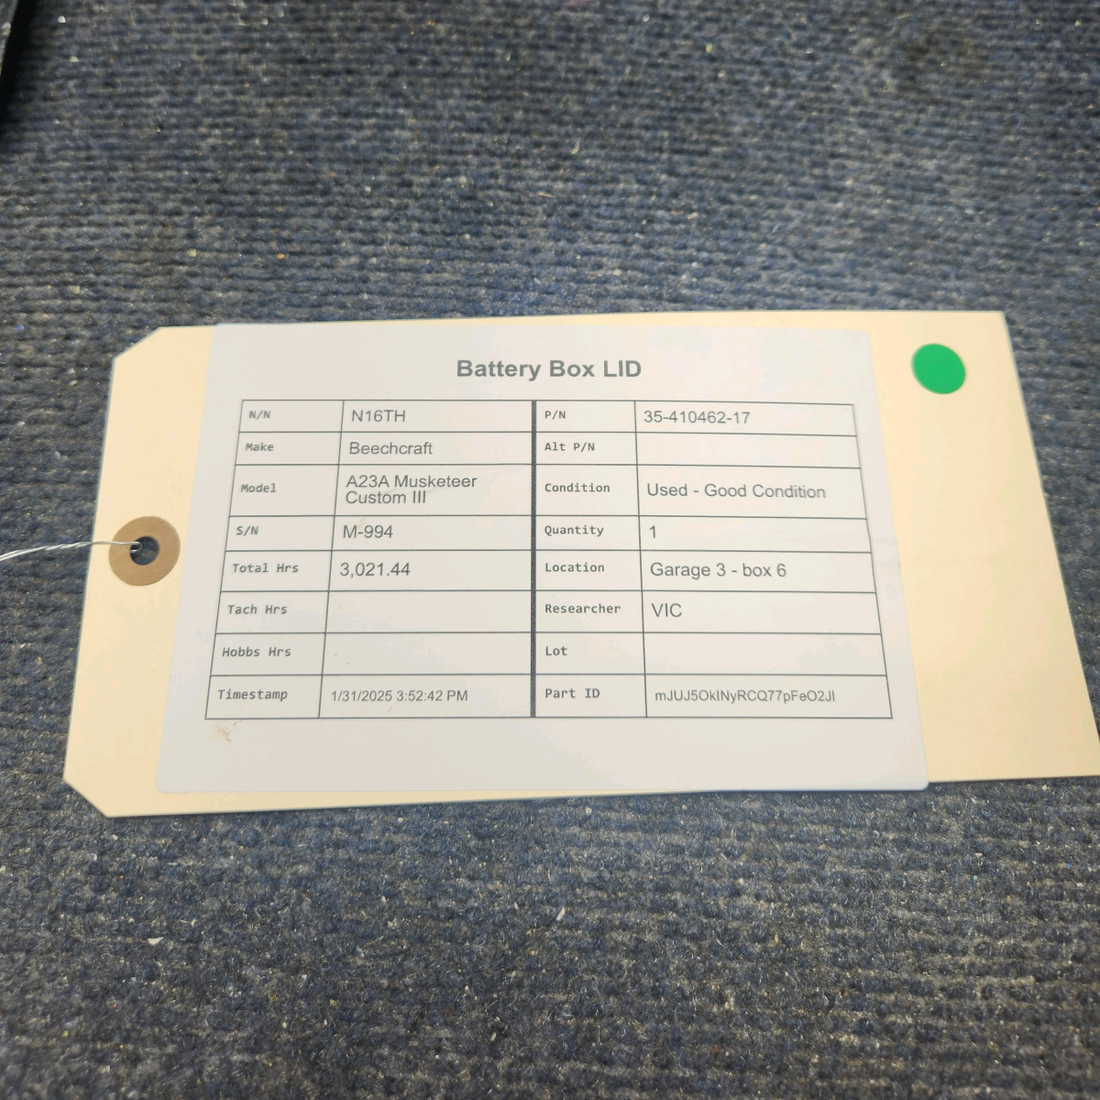 Battery Box LID
N/N N16TH P/N 35-410462-17
Make Beechcraft Alt P/N
Model A23A Musketeer Custom III Condition Used - Good Condition
S/N M-994 Quantity 1
Total Hrs 3,021.44 Location Garage 3 - box 6
Tach Hrs Researcher VIC
Hobbs Hrs Lot
Timestamp 1/31/2025 3:52:42 PM Part ID mJUJ5OkINyRCQ77pFeO2JI